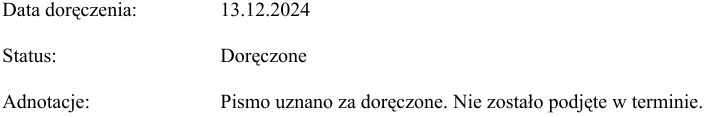 Data doręczenia: 13.12.2024
Status: Doręczone
Adnotacje: Pismo uznano za doręczone. Nie zostało podjęte w terminie.